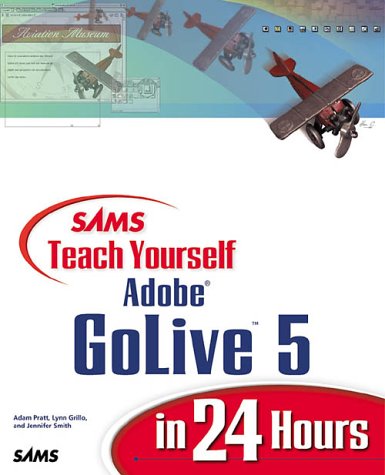 Aviation Museum
SAMS
Teach Yourself
Adobe®
GoLive™ 5
Adam Pratt, Lynn Grillo,
and Jennifer Smith
in 24 Hours
SAMS